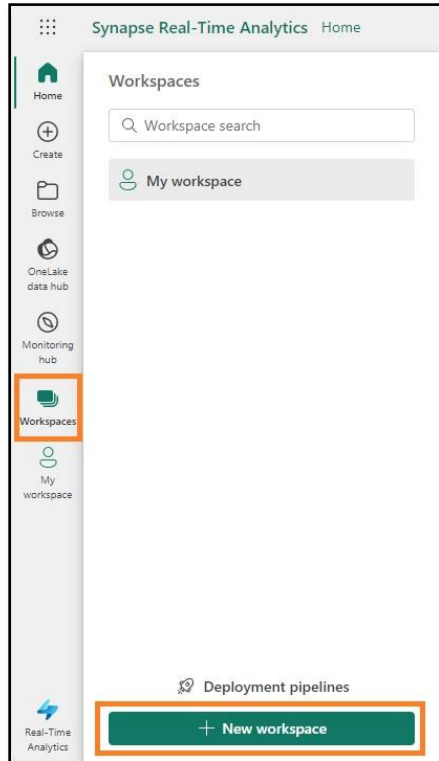 Synapse Real-Time Analytics Home
Home
Create
Browse
OneLake
data hub
Monitoring
hub
Workspaces
My
workspace
Real-Time
Analytics
Workspaces
Workspace search
My workspace
Deployment pipelines
New workspace